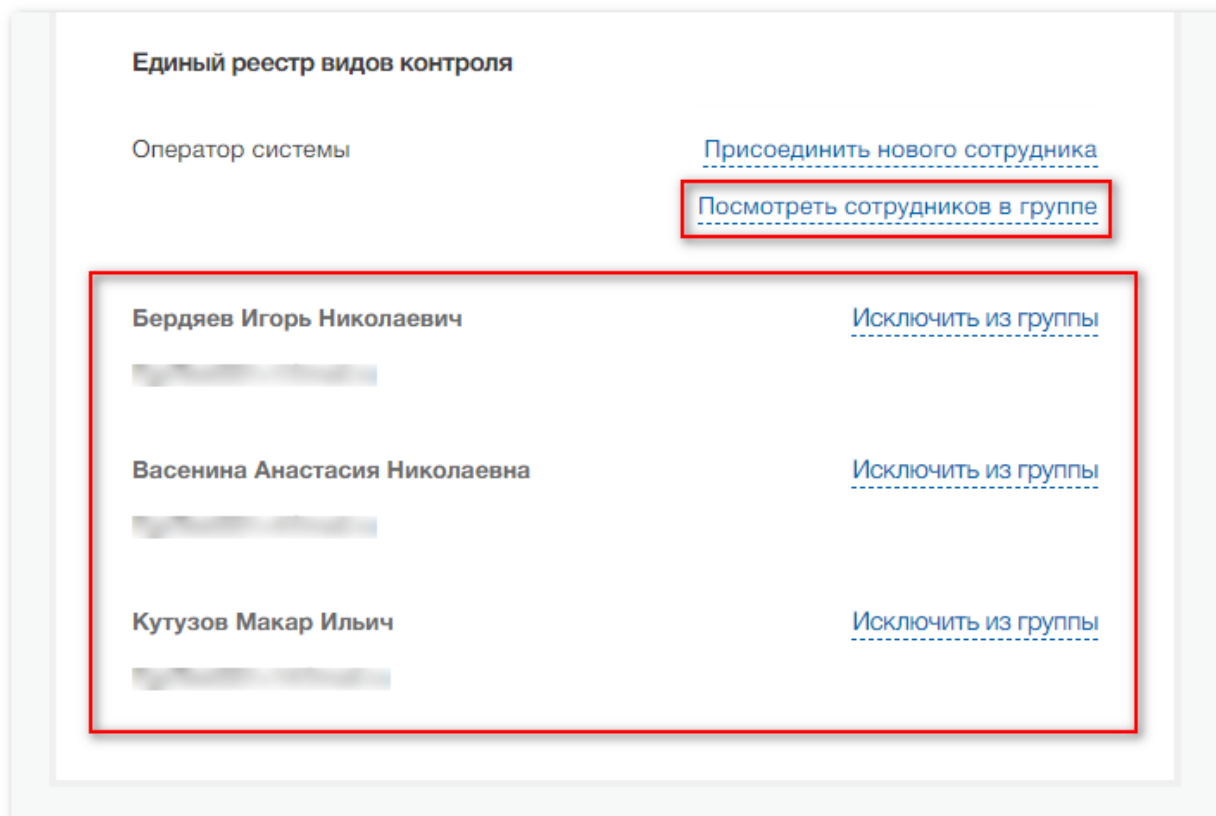 Единый реестр видов контроля
Оператор системы Присоединить нового сотрудника
Посмотреть сотрудников в группе
Бердяев Игорь Николаевич Исключить из группы
Васенина Анастасия Николаевна Исключить из группы
Кутузов Макар Ильич Исключить из группы